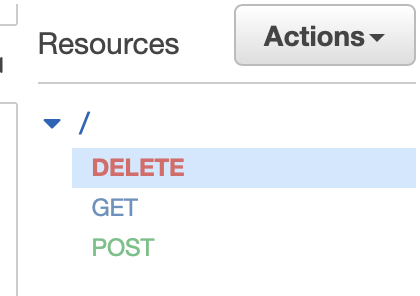 Resources
Actions
/
DELETE
GET
POST